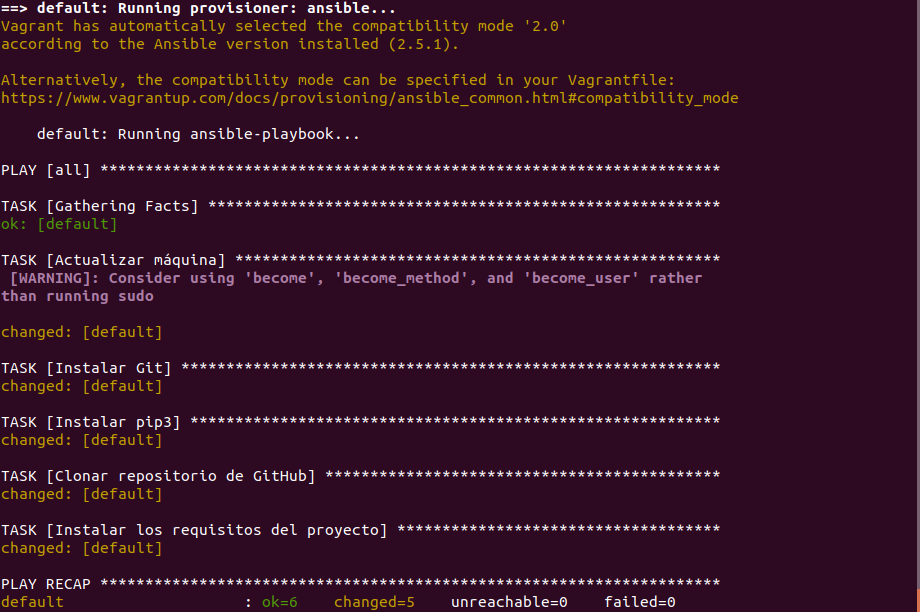 ==> default: Running provisioner: ansible...
Vagrant has automatically selected the compatibility mode '2.0'
according to the Ansible version installed (2.5.1).

Alternatively, the compatibility mode can be specified in your Vagrantfile:
https://www.vagrantup.com/docs/provisioning/ansible_common.html#compatibility_mode

    default: Running ansible-playbook...

PLAY [all] *********************************************************************

TASK [Gathering Facts] *********************************************************
ok: [default]

TASK [Actualizar máquina] ******************************************************
 [WARNING]: Consider using 'become', 'become_method', and 'become_user' rather
than running sudo

changed: [default]

TASK [Instalar Git] ************************************************************
changed: [default]

TASK [Instalar pip3] ***********************************************************
changed: [default]

TASK [Clonar repositorio de GitHub] ********************************************
changed: [default]

TASK [Instalar los requisitos del proyecto] ************************************
changed: [default]

PLAY RECAP *********************************************************************
default                    : ok=6    changed=5    unreachable=0    failed=0